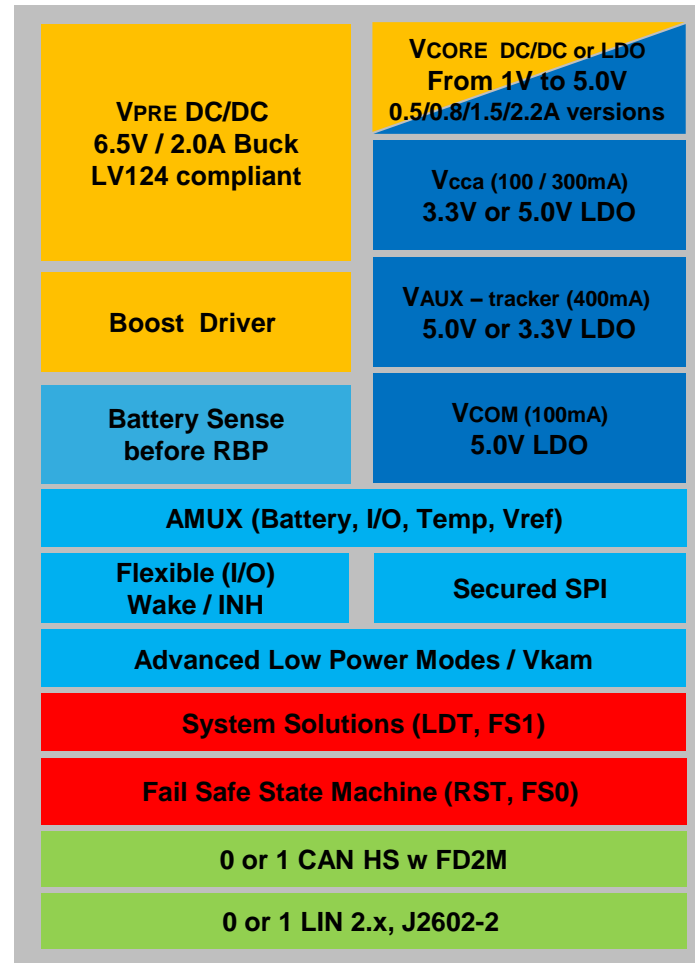 VPRE DC/DC
6.5V / 2.0A Buck
LV124 compliant
VCORE DC/DC or LDO
From 1V to 5.0V
0.5/0.8/1.5/2.2A versions
Vcca (100 / 300mA)
3.3V or 5.0V LDO
Boost Driver
VAUX – tracker (400mA)
5.0V or 3.3V LDO
Battery Sense
before RBP
VCOM (100mA)
5.0V LDO
AMUX (Battery, I/O, Temp, Vref)
Flexible (I/O)
Wake / INH
Secured SPI
Advanced Low Power Modes / Vkam
System Solutions (LDT, FS1)
Fail Safe State Machine (RST, FS0)
0 or 1 CAN HS w FD2M
0 or 1 LIN 2.x, J2602-2